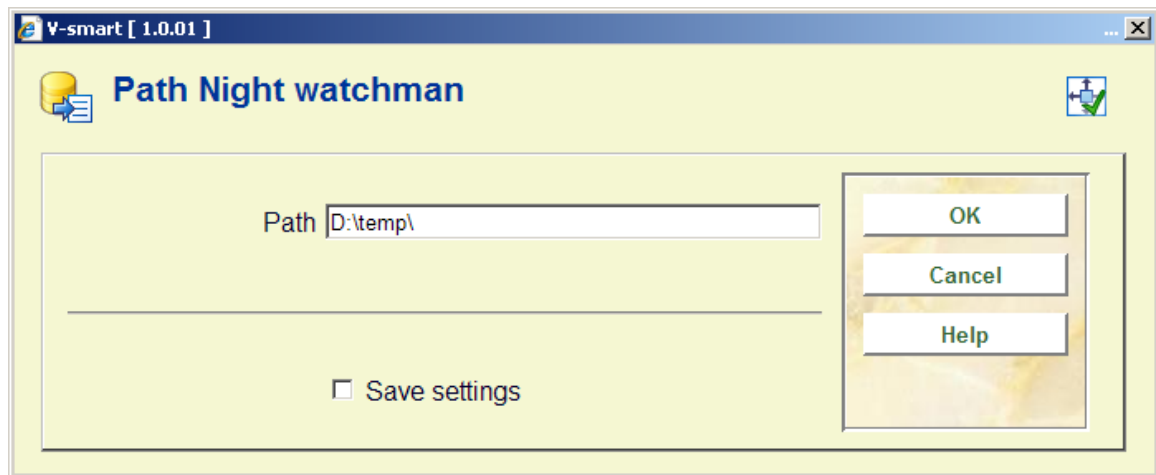 V-smart [ 1.0.01 ] ...
Path Night watchman
Path D:\temp\
OK
Cancel
Help
Save settings